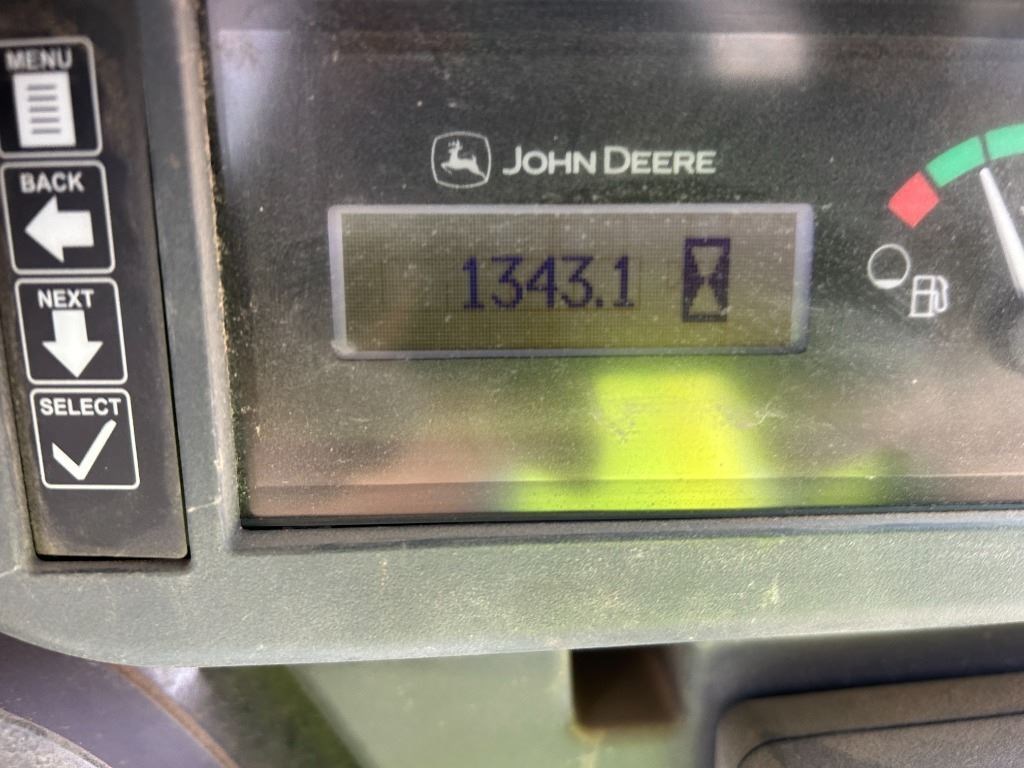 MENU
BACK
NEXT
SELECT
JOHN DEERE
1343.1